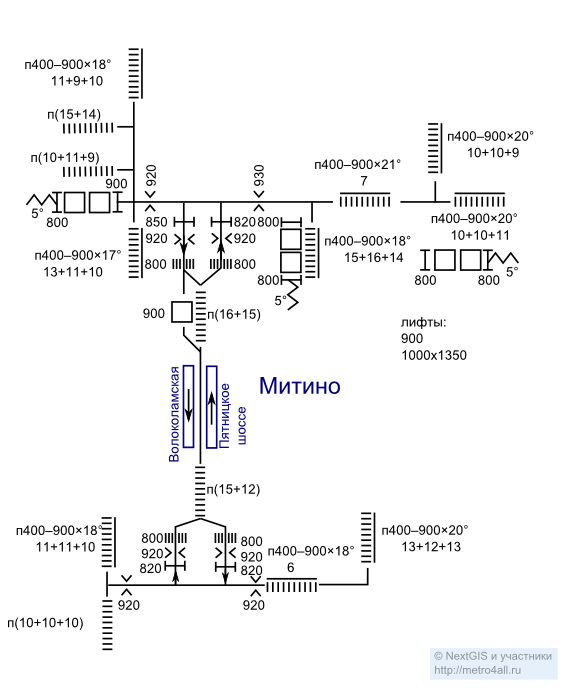 п400–900×18°
11+9+10
п(15+14)
п(10+11+9)
900
920
930
п400–900×21°
7
п400–900×20°
10+10+9
5°
800
850
920
800
820
920
800
800
800
5°
п400–900×17°
13+11+10
п400–900×18°
15+16+14
п400–900×20°
10+10+11
800
800
5°
900
п(16+15)
лифты:
900
1000x1350
Митино
Волоколамская
Пятницкое
шоссе
п(15+12)
п400–900×18°
11+11+10
800
920
820
800
920
820
п400–900×18°
6
п400–900×20°
13+12+13
920
920
п(10+10+10)
© NextGIS и участники
http://metro4all.ru